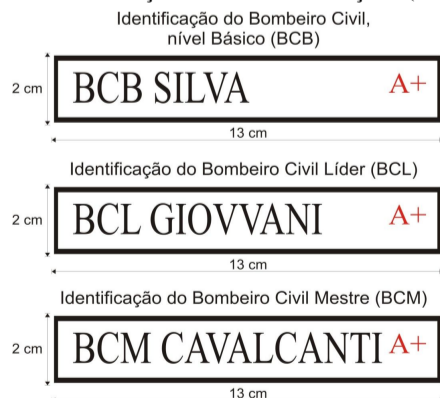 Identificação do Bombeiro Civil,
nível Básico (BCB)
2 cm
BCB SILVA A+
13 cm
Identificação do Bombeiro Civil Líder (BCL)
2 cm
BCL GIOVVANI A+
13 cm
Identificação do Bombeiro Civil Mestre (BCM)
2 cm
BCM CAVALCANTI A+
13 cm